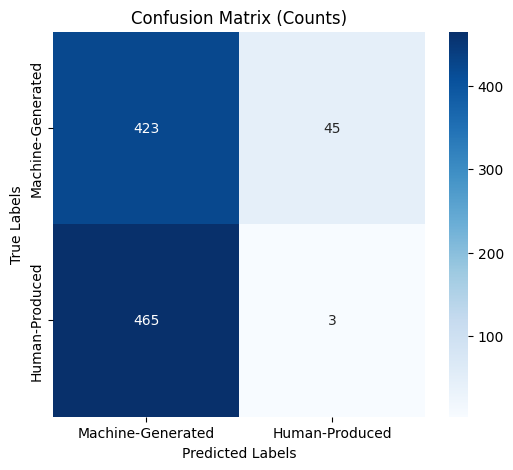 Confusion Matrix (Counts)
True Labels
Machine-Generated
Human-Produced
423
45
465
3
Machine-Generated
Human-Produced
Predicted Labels
400
300
200
100